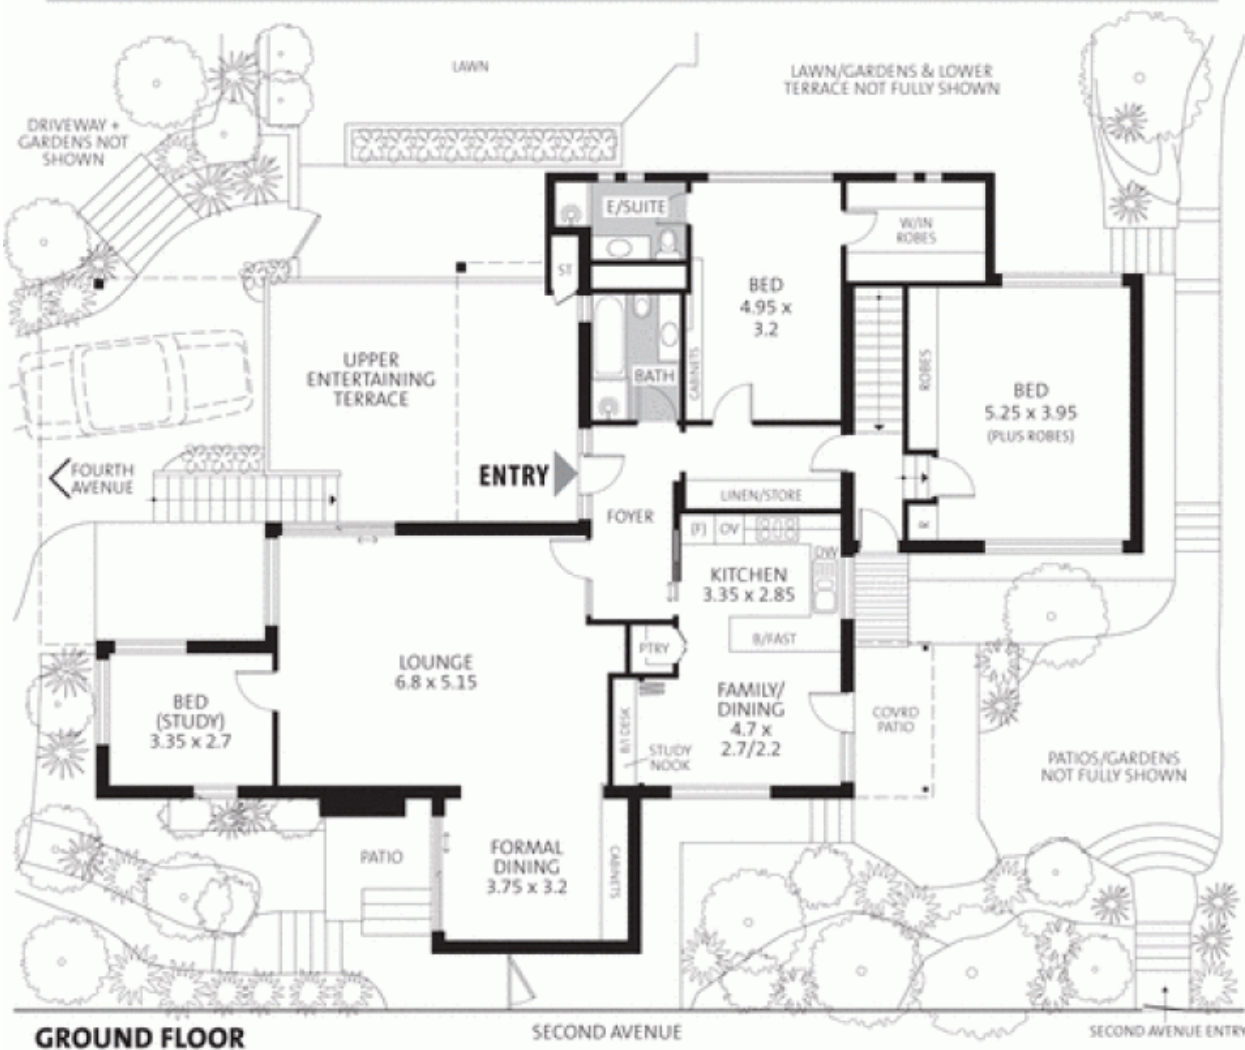 LAWN
LAWN/GARDENS & LOWER
TERRACE NOT FULLY SHOWN
DRIVEWAY +
GARDENS NOT
SHOWN
E/SUITE
W/IN
ROBES
ST
BED
4.95 x
3.2
UPPER
ENTERTAINING
TERRACE
BATH
CABINETS
ROBES
BED
5.25 x 3.95
(PLUS ROBES)
FOURTH
AVENUE
ENTRY
LINEN/STORE
FOYER
(F)
OV
R
DW
KITCHEN
3.35 x 2.85
B/FAST
PTRY
LOUNGE
6.8 x 5.15
BED
(STUDY)
3.35 x 2.7
FAMILY/
DINING
4.7 x
2.7/2.2
B/I DESK
STUDY
NOOK
COVRD
PATIO
PATIOS/GARDENS
NOT FULLY SHOWN
PATIO
FORMAL
DINING
3.75 x 3.2
CABINETS
GROUND FLOOR
SECOND AVENUE
SECOND AVENUE ENTRY